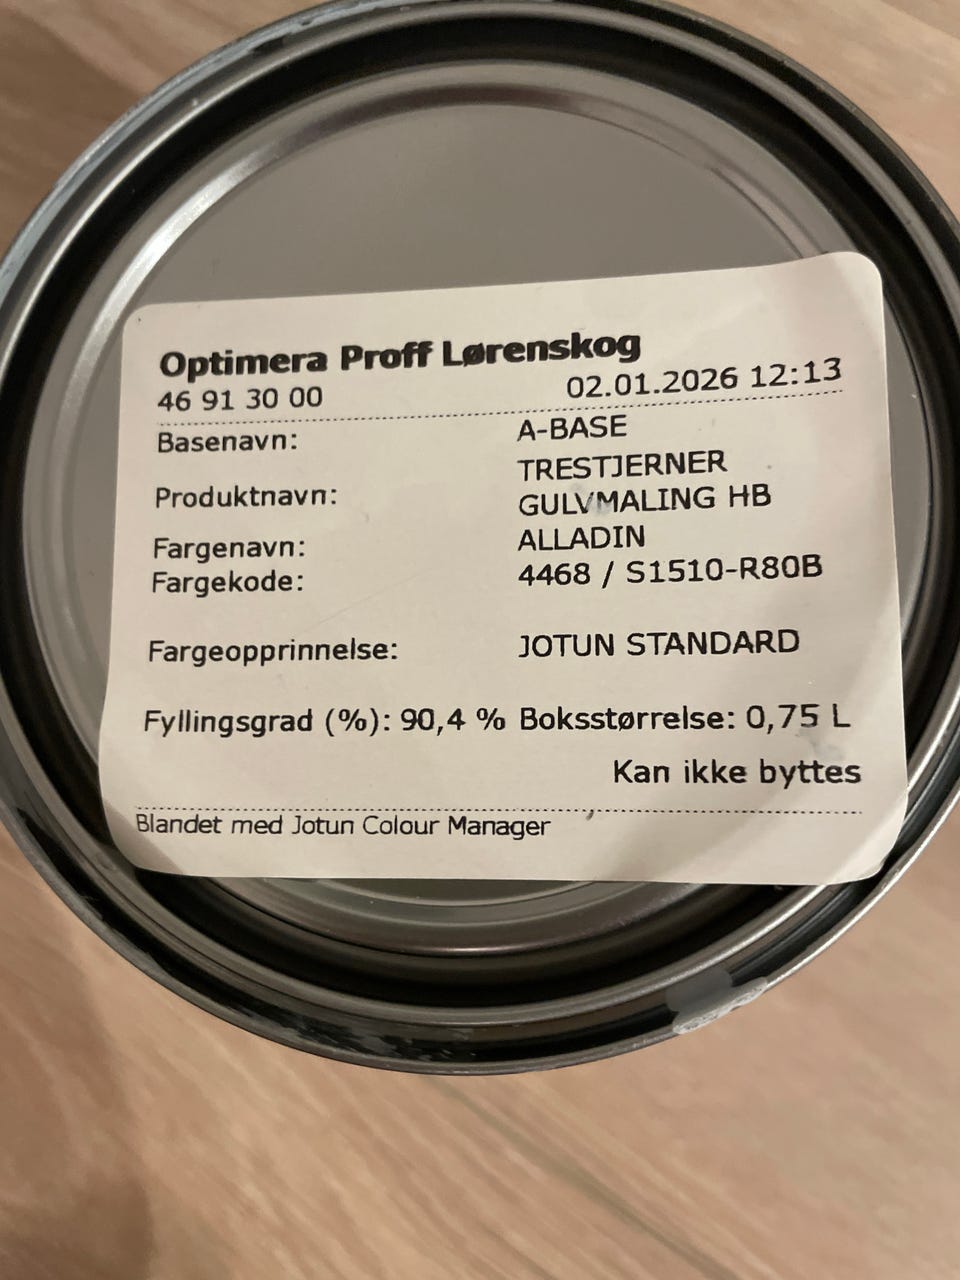 Optimera Proff Lørenskog
46 91 30 00 02.01.2026 12:13
Basenavn: A-BASE
Produktnavn: TRESTJERNER
GULVMALING HB
Fargenavn: ALLADIN
Fargekode: 4468 / S1510-R80B
Fargeopprinnelse: JOTUN STANDARD
Fyllingsgrad (%): 90,4 % Boksstørrelse: 0,75 L
Kan ikke byttes
Blandet med Jotun Colour Manager